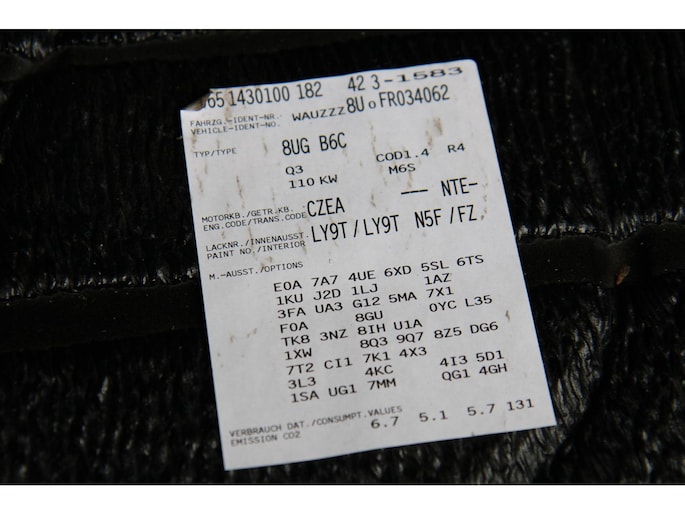 65 1430100 182 42 3-1583
FAHRZG.-IDENT-NR. WAUZZZ8U0FR034062
VEHICLE-IDENT-NO.
TYP/TYPE 8UG B6C
Q3 COD1.4 R4
110 KW M6S
MOTORKB./GETR.KB.
ENG.CODE/TRANS.CODE CZEA —— NTE-
LACKNR./INNENAUSST.
PAINT NO./INTERIOR LY9T/LY9T N5F /FZ
M.-AUSST./OPTIONS
E0A 7A7 4UE 6XD 5SL 6TS
1KU J2D 1LJ 1AZ
3FA UA3 G12 5MA 7X1
F0A 8GU 0YC L35
TK8 3NZ 8IH U1A
1XW 8Q3 9Q7 8Z5 DG6
7T2 CI1 7K1 4X3
3L3 4KC 4I3 5D1
1SA UG1 7MM QG1 4GH
VERBRAUCH DAT./CONSUMPT.VALUES
EMISSION CO2 6.7 5.1 5.7 131